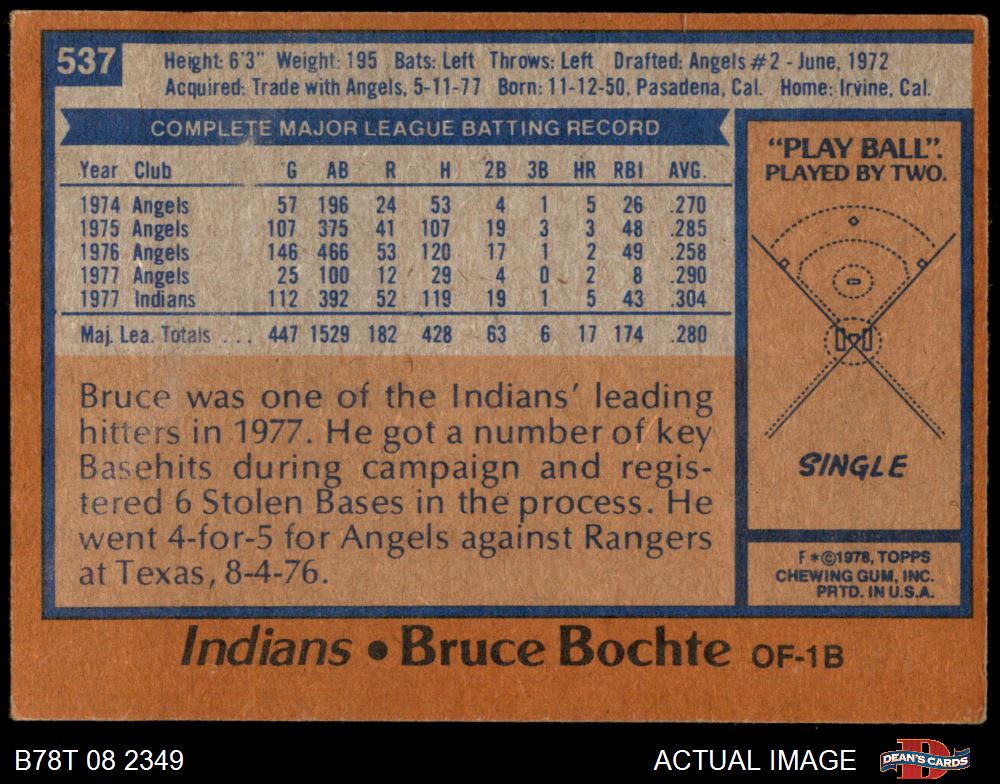 537
Height: 6'3" Weight: 195 Bats: Left Throws: Left Drafted: Angels #2 - June, 1972
Acquired: Trade with Angels, 5-11-77 Born: 11-12-50, Pasadena, Cal. Home: Irvine, Cal.
COMPLETE MAJOR LEAGUE BATTING RECORD
Year Club G AB R H 2B 3B HR RBI AVG.
1974 Angels 57 196 24 53 4 1 5 26 .270
1975 Angels 107 375 41 107 19 3 3 48 .285
1976 Angels 146 466 53 120 17 1 2 49 .258
1977 Angels 25 100 12 29 4 0 2 8 .290
1977 Indians 112 392 52 119 19 1 5 43 .304
Maj. Lea. Totals ... 447 1529 182 428 63 6 17 174 .280
Bruce was one of the Indians' leading
hitters in 1977. He got a number of key
Basehits during campaign and regis-
tered 6 Stolen Bases in the process. He
went 4-for-5 for Angels against Rangers
at Texas, 8-4-76.
"PLAY BALL".
PLAYED BY TWO.
SINGLE
F*©1978, TOPPS
CHEWING GUM, INC.
PRTD. IN U.S.A.
Indians • Bruce Bochte OF-1B
B78T 08 2349
ACTUAL IMAGE
DEAN'S CARDS